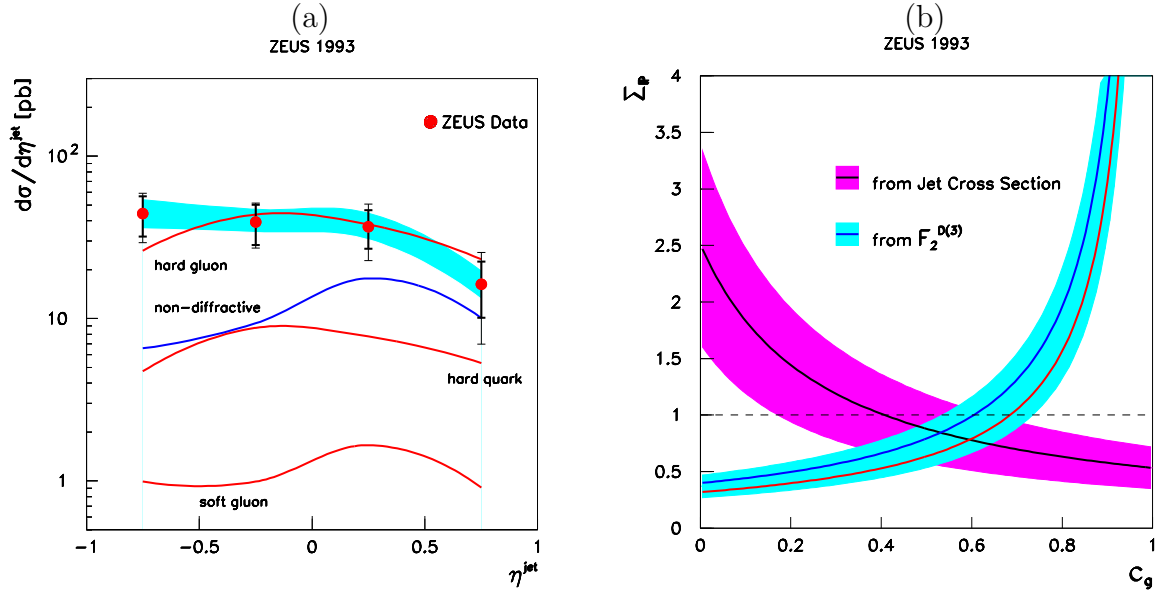 (a)
ZEUS 1993
dσ/dη^jet [pb]
10²
10
1
ZEUS Data
hard gluon
non-diffractive
hard quark
soft gluon
−1 −0.5 0 0.5 1
η^jet
(b)
ZEUS 1993
Σ_ℙ
4
3.5
3
2.5
2
1.5
1
0.5
0
from Jet Cross Section
from F₂^D(3)
0 0.2 0.4 0.6 0.8 1
C_g